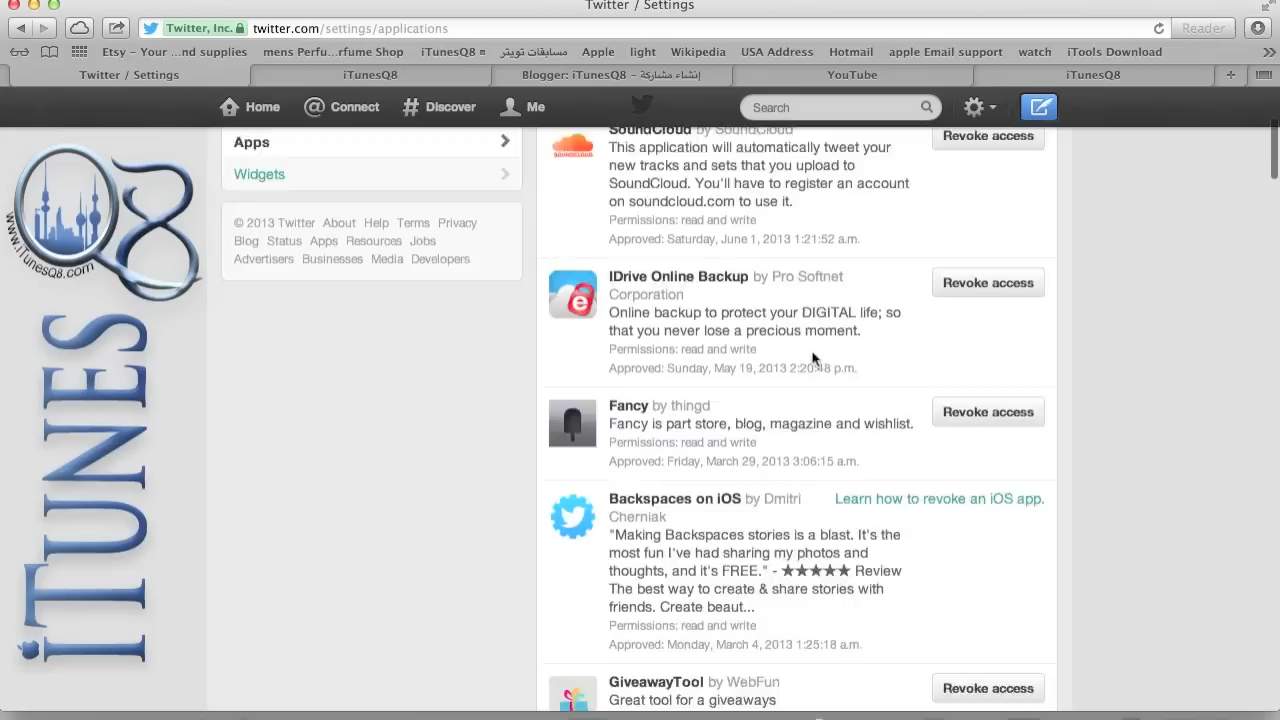 Twitter / Settings
Twitter, Inc. twitter.com/settings/applications Reader
Etsy - Your ...nd supplies mens Perfu...rfume Shop iTunesQ8 مسابقات تويتر Apple light Wikipedia USA Address Hotmail apple Email support watch iTools Download
Twitter / Settings iTunesQ8 Blogger: iTunesQ8 - إنشاء مشاركة YouTube iTunesQ8
Home Connect Discover Me Search
Apps
Widgets
© 2013 Twitter About Help Terms Privacy
Blog Status Apps Resources Jobs
Advertisers Businesses Media Developers
www.iTunesQ8.com
iTUNES
SoundCloud by SoundCloud Revoke access
SOUNDCLOUD
This application will automatically tweet your
new tracks and sets that you upload to
SoundCloud. You'll have to register an account
on soundcloud.com to use it.
Permissions: read and write
Approved: Saturday, June 1, 2013 1:21:52 a.m.
IDrive Online Backup by Pro Softnet Revoke access
Corporation
Online backup to protect your DIGITAL life; so
that you never lose a precious moment.
Permissions: read and write
Approved: Sunday, May 19, 2013 2:20:48 p.m.
Fancy by thingd Revoke access
Fancy is part store, blog, magazine and wishlist.
Permissions: read and write
Approved: Friday, March 29, 2013 3:06:15 a.m.
Backspaces on iOS by Dmitri Learn how to revoke an iOS app.
Cherniak
"Making Backspaces stories is a blast. It's the
most fun I've had sharing my photos and
thoughts, and it's FREE." - ★★★★★ Review
The best way to create & share stories with
friends. Create beaut...
Permissions: read and write
Approved: Monday, March 4, 2013 1:25:18 a.m.
GiveawayTool by WebFun Revoke access
Great tool for a giveaways